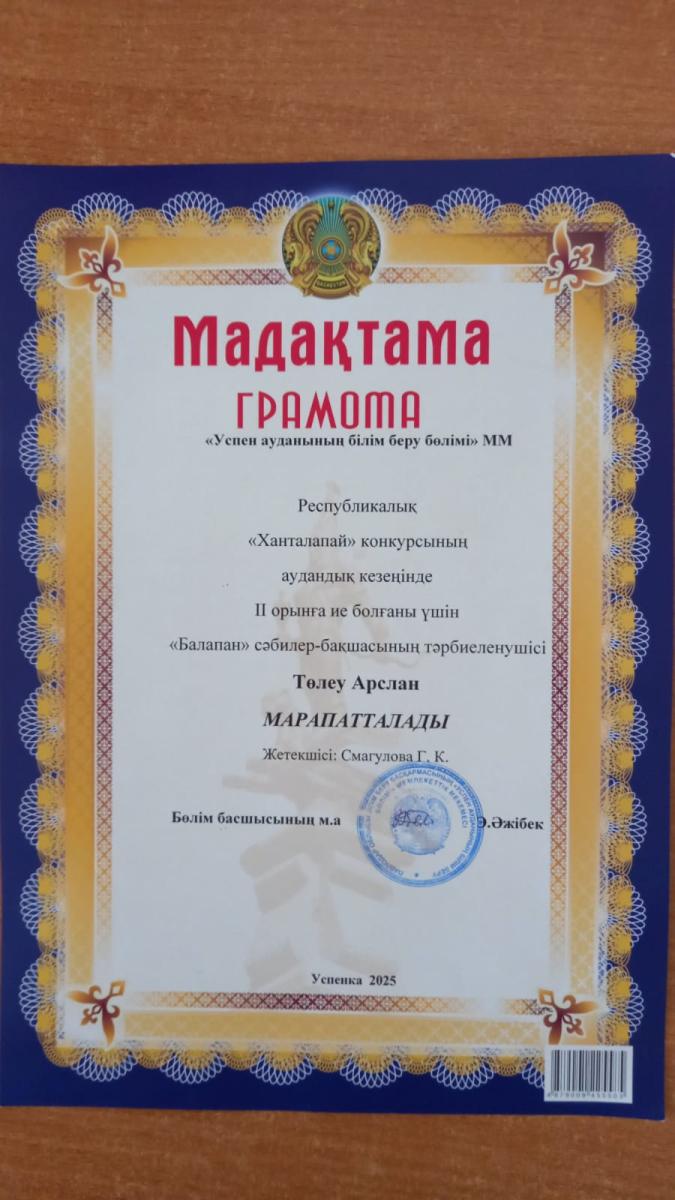 Мадақтама
ГРАМОТА
«Успен ауданының білім беру бөлімі» ММ
Республикалық
«Ханталапай» конкурсының
аудандық кезеңінде
ІІ орынға ие болғаны үшін
«Балапан» сәбилер-бақшасының тәрбиеленушісі
Төлеу Арслан
МАРАПАТТАЛАДЫ
Жетекшісі: Смагулова Г. К.
Бөлім басшысының м.а Э.Әжібек
Успенка 2025